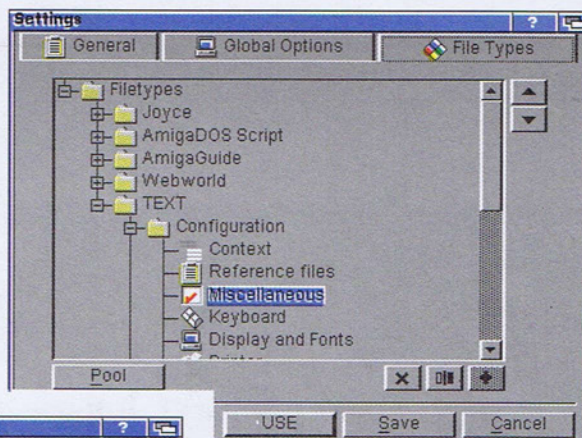 Settings ?
General Global Options File Types
Filetypes
Joyce
AmigaDOS Script
AmigaGuide
Webworld
TEXT
Configuration
Context
Reference files
Miscellaneous
Keyboard
Display and Fonts
Pool
USE Save Cancel
?